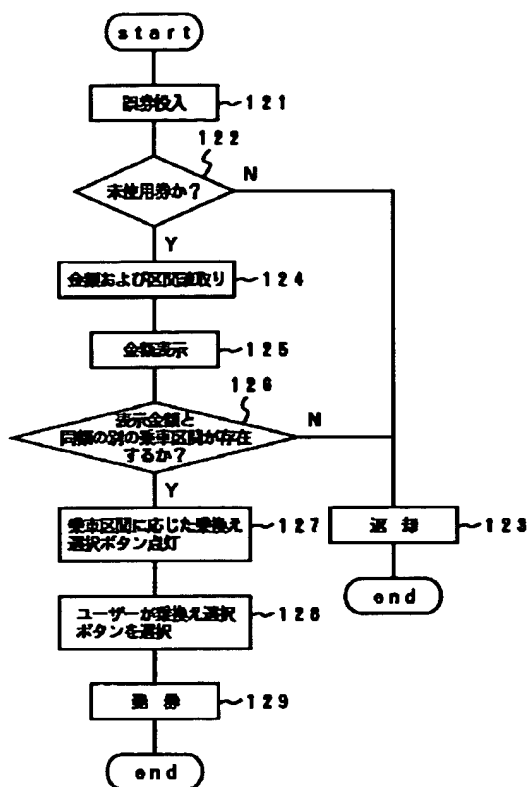 start
誤券投入
121
122
未使用券か?
N
Y
金額および区間読取り
124
金額表示
125
126
表示金額と
同額の別の乗車区間が存在
するか?
N
Y
乗車区間に応じた乗換え
選択ボタン点灯
127
返 却
123
end
ユーザーが乗換え選択
ボタンを選択
128
発 券
129
end